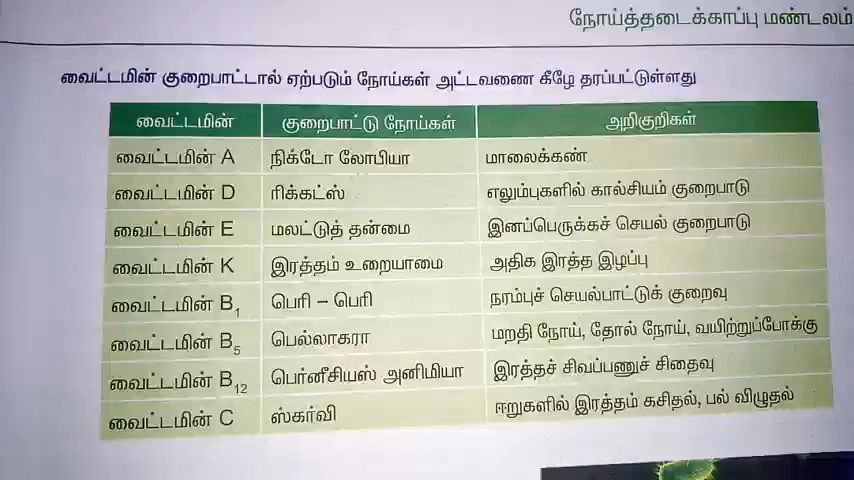 நோய்த்தடைக்காப்பு மண்டலம்
வைட்டமின் குறைபாட்டால் ஏற்படும் நோய்கள் அட்டவணை கீழே தரப்பட்டுள்ளது
வைட்டமின் குறைபாட்டு நோய்கள் அறிகுறிகள்
வைட்டமின் A நிக்டோ லோபியா மாலைக்கண்
வைட்டமின் D ரிக்கட்ஸ் எலும்புகளில் கால்சியம் குறைபாடு
வைட்டமின் E மலட்டுத் தன்மை இனப்பெருக்கச் செயல் குறைபாடு
வைட்டமின் K இரத்தம் உறையாமை அதிக இரத்த இழப்பு
வைட்டமின் B₁ பெரி – பெரி நரம்புச் செயல்பாட்டுக் குறைவு
வைட்டமின் B₅ பெல்லாகரா மறதி நோய், தோல் நோய், வயிற்றுப்போக்கு
வைட்டமின் B₁₂ பெர்னீசியஸ் அனிமியா இரத்தச் சிவப்பணுச் சிதைவு
வைட்டமின் C ஸ்கர்வி ஈறுகளில் இரத்தம் கசிதல், பல் விழுதல்